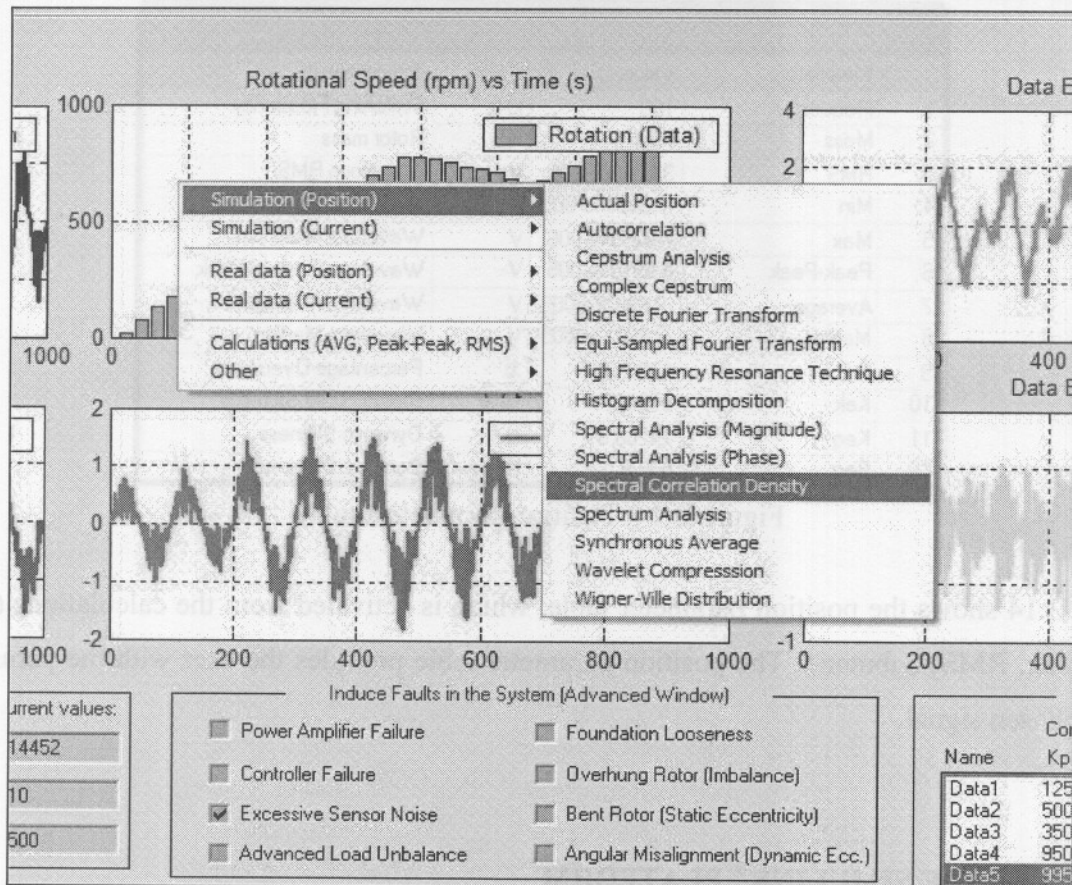 Rotational Speed (rpm) vs Time (s)
Data E
1000
500
0
1000
0
Rotation (Data)
4
2
200
400
Data E
Simulation (Position)
Simulation (Current)
Real data (Position)
Real data (Current)
Calculations (AVG, Peak-Peak, RMS)
Other
Actual Position
Autocorrelation
Cepstrum Analysis
Complex Cepstrum
Discrete Fourier Transform
Equi-Sampled Fourier Transform
High Frequency Resonance Technique
Histogram Decomposition
Spectral Analysis (Magnitude)
Spectral Analysis (Phase)
Spectral Correlation Density
Spectrum Analysis
Synchronous Average
Wavelet Compresssion
Wigner-Ville Distribution
2
1
0
-1
-2
1000
0
200
400
600
800
1000
-1
0
200
400
urrent values:
14452
10
500
Induce Faults in the System (Advanced Window)
Power Amplifier Failure
Controller Failure
Excessive Sensor Noise
Advanced Load Unbalance
Foundation Looseness
Overhung Rotor (Imbalance)
Bent Rotor (Static Eccentricity)
Angular Misalignment (Dynamic Ecc.)
Cor
Name Kp
Data1 125
Data2 500
Data3 350
Data4 950
Data5 995